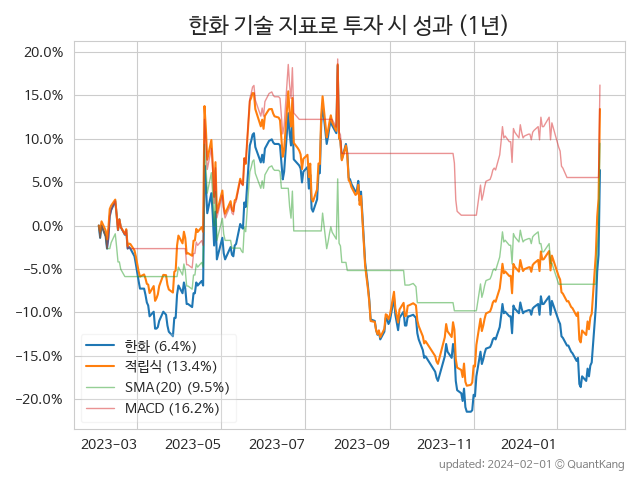 한화 기술 지표로 투자 시 성과 (1년)
20.0%
15.0%
10.0%
5.0%
0.0%
−5.0%
−10.0%
−15.0%
−20.0%
한화 (6.4%)
적립식 (13.4%)
SMA(20) (9.5%)
MACD (16.2%)
2023-03 2023-05 2023-07 2023-09 2023-11 2024-01
updated: 2024-02-01 © QuantKang